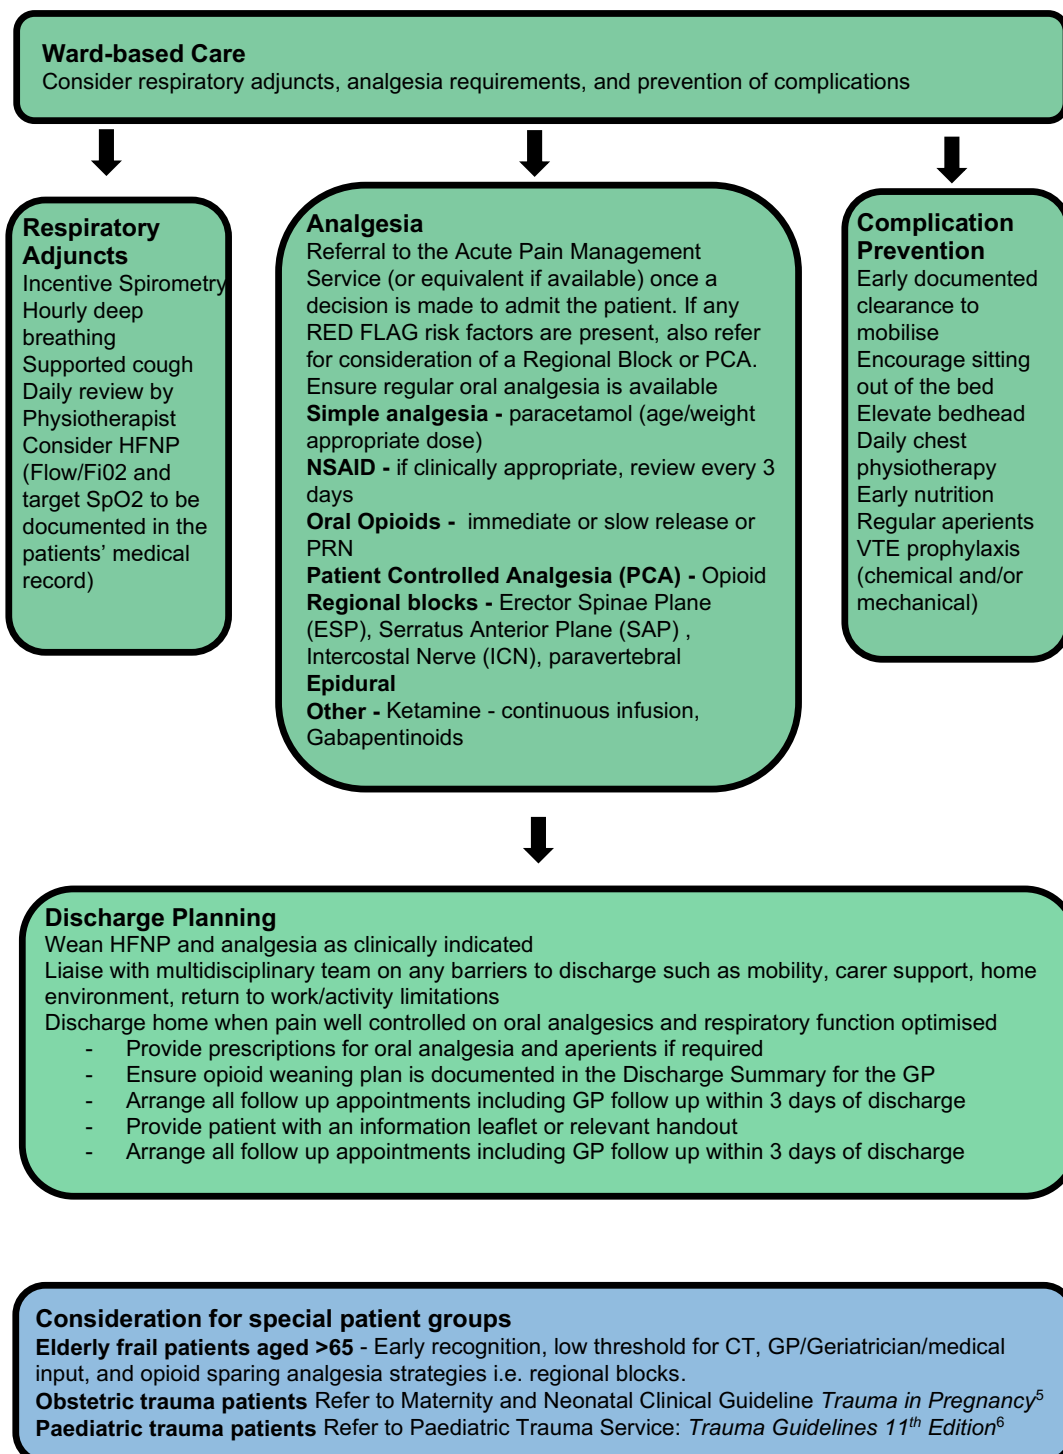 Ward-based Care
Consider respiratory adjuncts, analgesia requirements, and prevention of complications
Respiratory
Adjuncts
Incentive Spirometry
Hourly deep
breathing
Supported cough
Daily review by
Physiotherapist
Consider HFNP
(Flow/Fi02 and
target SpO2 to be
documented in the
patients' medical
record)
Analgesia
Referral to the Acute Pain Management
Service (or equivalent if available) once a
decision is made to admit the patient. If any
RED FLAG risk factors are present, also refer
for consideration of a Regional Block or PCA.
Ensure regular oral analgesia is available
Simple analgesia - paracetamol (age/weight
appropriate dose)
NSAID - if clinically appropriate, review every 3
days
Oral Opioids - immediate or slow release or
PRN
Patient Controlled Analgesia (PCA) - Opioid
Regional blocks - Erector Spinae Plane
(ESP), Serratus Anterior Plane (SAP) ,
Intercostal Nerve (ICN), paravertebral
Epidural
Other - Ketamine - continuous infusion,
Gabapentinoids
Complication
Prevention
Early documented
clearance to
mobilise
Encourage sitting
out of the bed
Elevate bedhead
Daily chest
physiotherapy
Early nutrition
Regular aperients
VTE prophylaxis
(chemical and/or
mechanical)
Discharge Planning
Wean HFNP and analgesia as clinically indicated
Liaise with multidisciplinary team on any barriers to discharge such as mobility, carer support, home
environment, return to work/activity limitations
Discharge home when pain well controlled on oral analgesics and respiratory function optimised
- Provide prescriptions for oral analgesia and aperients if required
- Ensure opioid weaning plan is documented in the Discharge Summary for the GP
- Arrange all follow up appointments including GP follow up within 3 days of discharge
- Provide patient with an information leaflet or relevant handout
- Arrange all follow up appointments including GP follow up within 3 days of discharge
Consideration for special patient groups
Elderly frail patients aged >65 - Early recognition, low threshold for CT, GP/Geriatrician/medical
input, and opioid sparing analgesia strategies i.e. regional blocks.
Obstetric trauma patients Refer to Maternity and Neonatal Clinical Guideline Trauma in Pregnancy⁵
Paediatric trauma patients Refer to Paediatric Trauma Service: Trauma Guidelines 11ᵗʰ Edition⁶